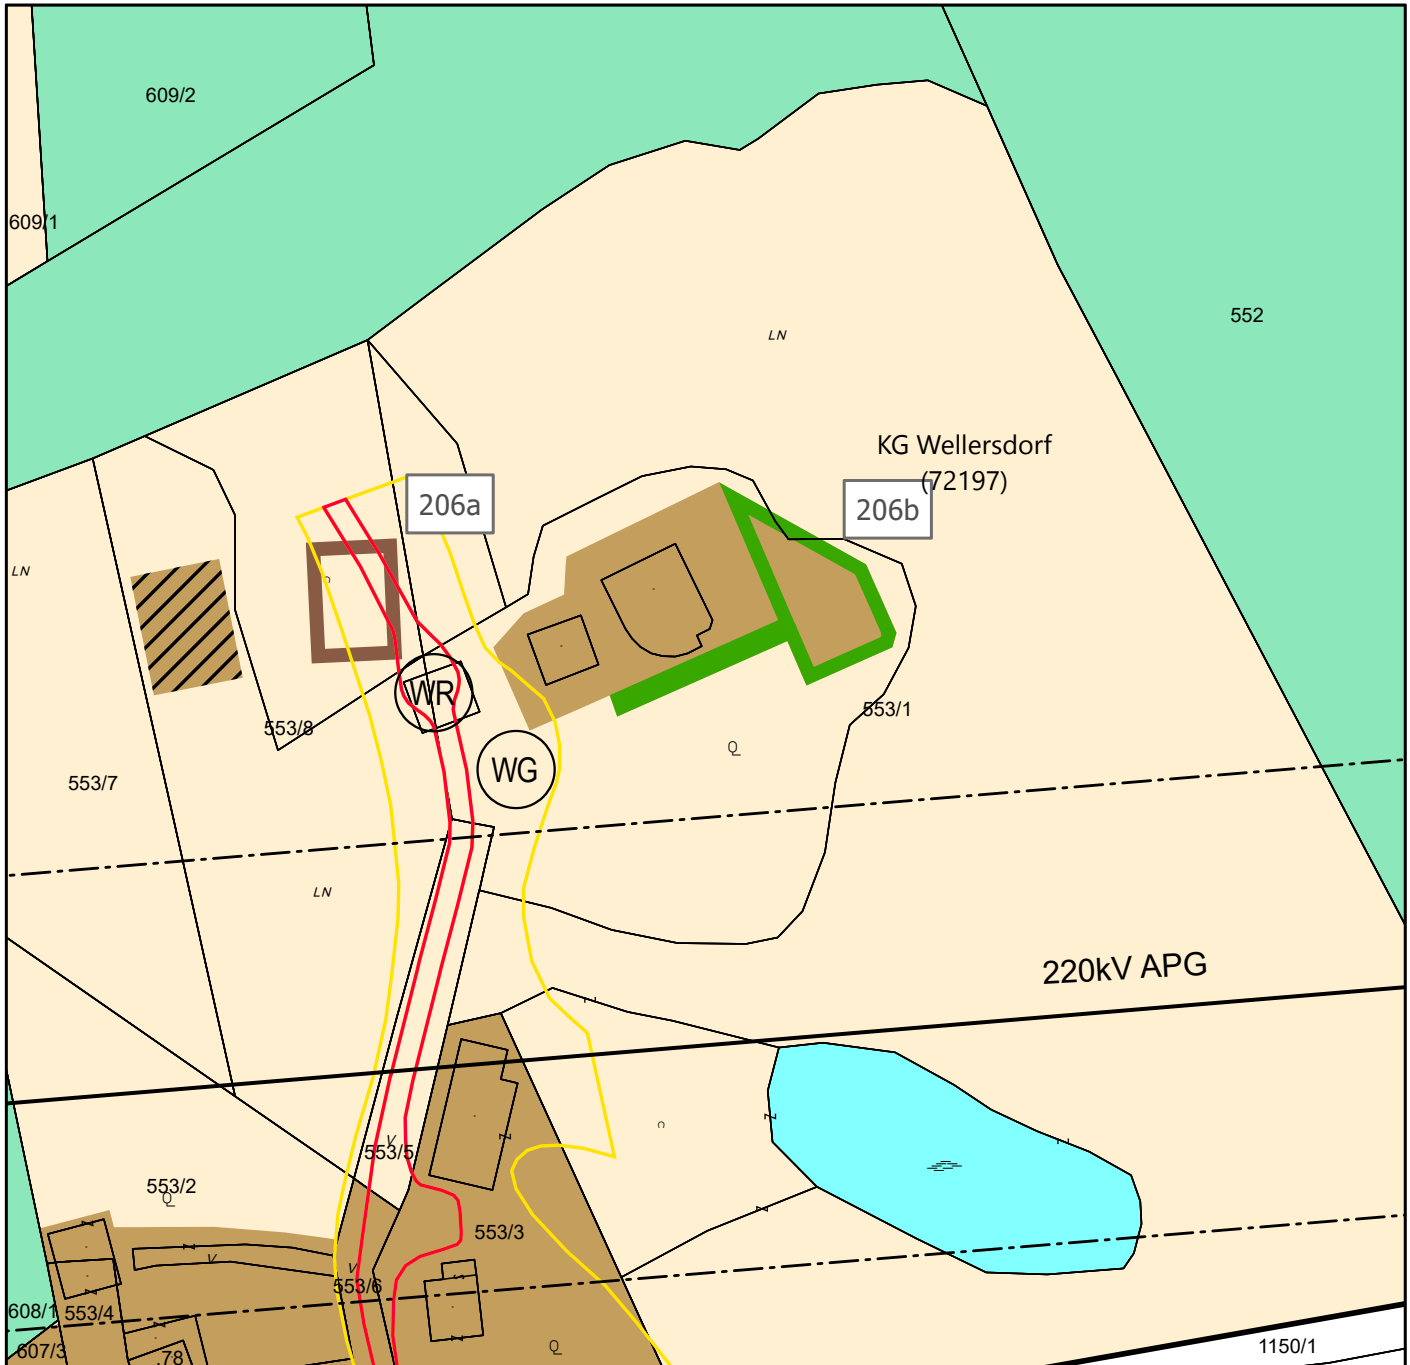 609/2
609/1
552
LN
KG Wellersdorf
(72197)
206a
206b
LN
WR
553/8
553/1
WG
Q
553/7
LN
220kV APG
V
553/5
553/2
Q
553/3
V
V
553/6
608/1
553/4
607/3
.78
Q
1150/1